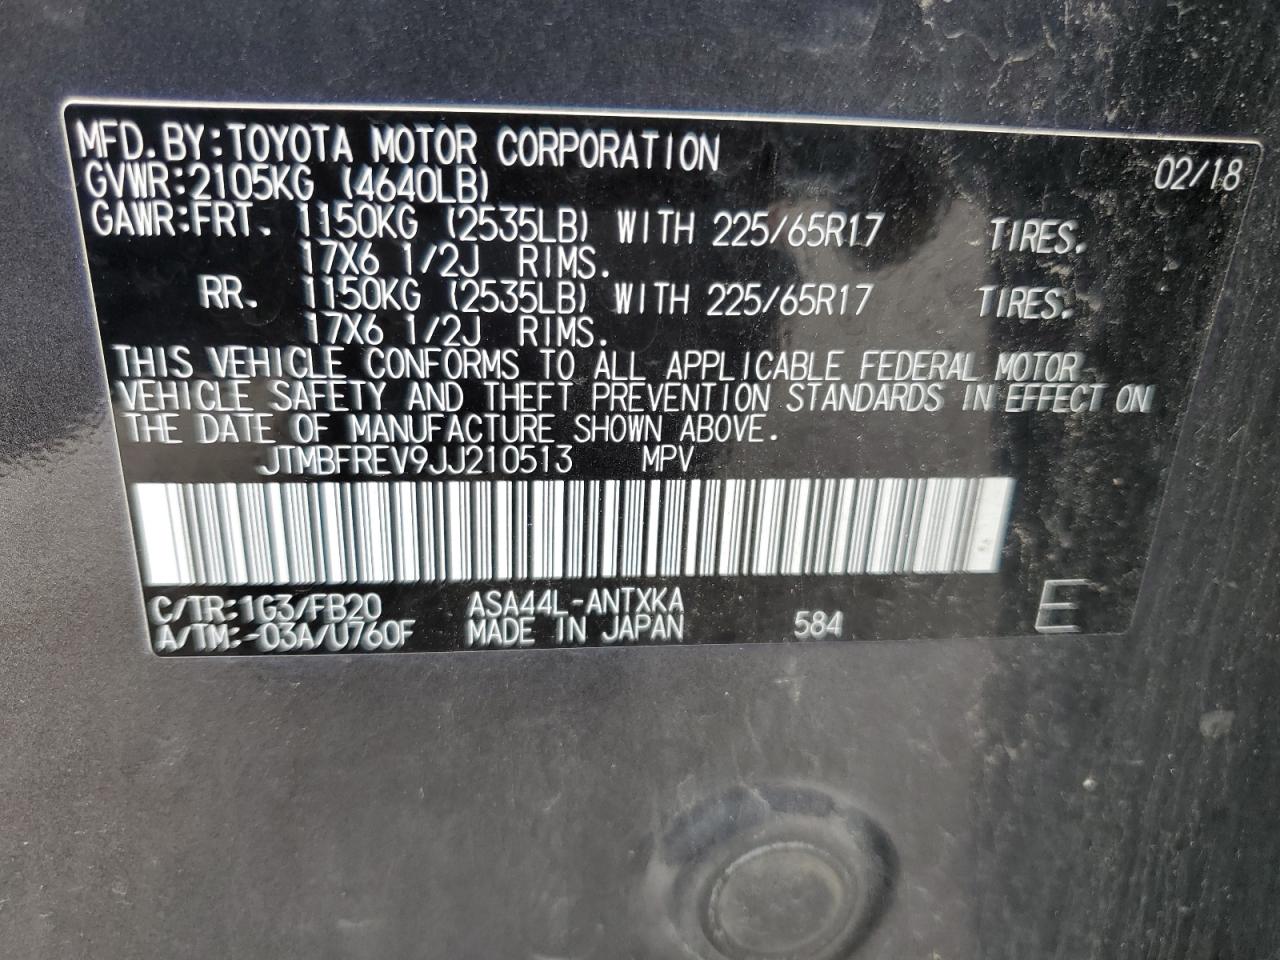 MFD. BY: TOYOTA MOTOR CORPORATION 02/18
GVWR: 2105KG (4640LB)
GAWR: FRT. 1150KG (2535LB) WITH 225/65R17 TIRES.
17X6 1/2J RIMS.
RR. 1150KG (2535LB) WITH 225/65R17 TIRES.
17X6 1/2J RIMS.
THIS VEHICLE CONFORMS TO ALL APPLICABLE FEDERAL MOTOR
VEHICLE SAFETY AND THEFT PREVENTION STANDARDS IN EFFECT ON
THE DATE OF MANUFACTURE SHOWN ABOVE.
JTMBFREV9JJ210513 MPV
C/TR: 1G3/FB20 ASA44L-ANTXKA 584 E
A/TM: -03A/U760F MADE IN JAPAN